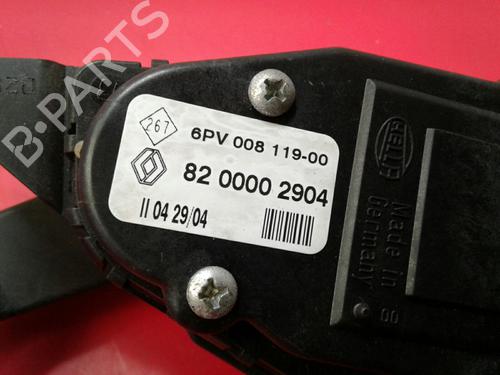 B-PARTS
267
6PV 008 119-00
82 0000 2904
II 04 29/04
HELLA
Made in
Germany